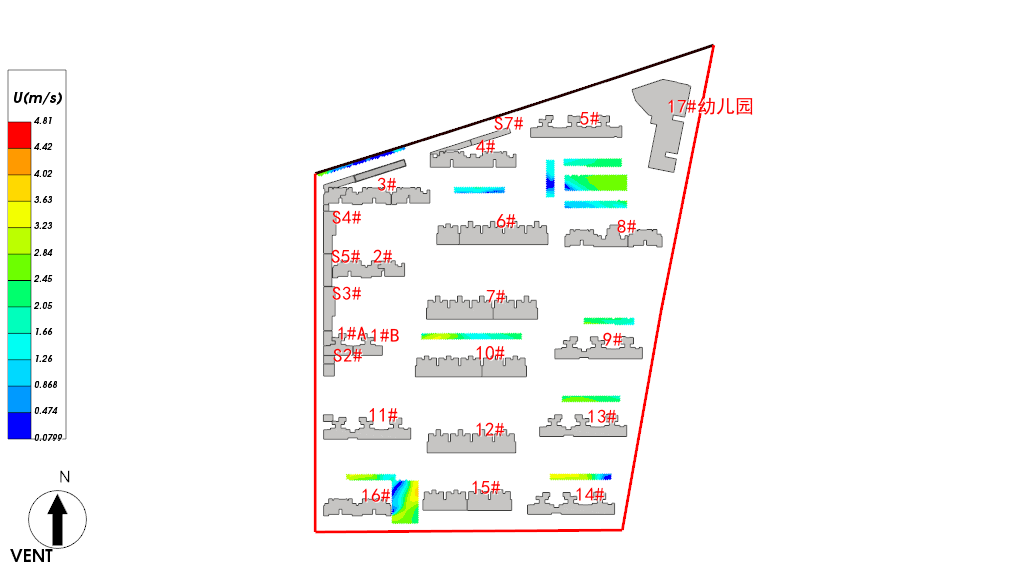 U(m/s)
4.81
4.42
4.02
3.63
3.23
2.84
2.45
2.05
1.66
1.26
0.868
0.474
0.0799
N
VENT
17#幼儿园
S7#
5#
4#
3#
S4#
6#
8#
S5#
2#
S3#
7#
1#A
1#B
9#
S2#
10#
11#
13#
12#
16#
15#
14#